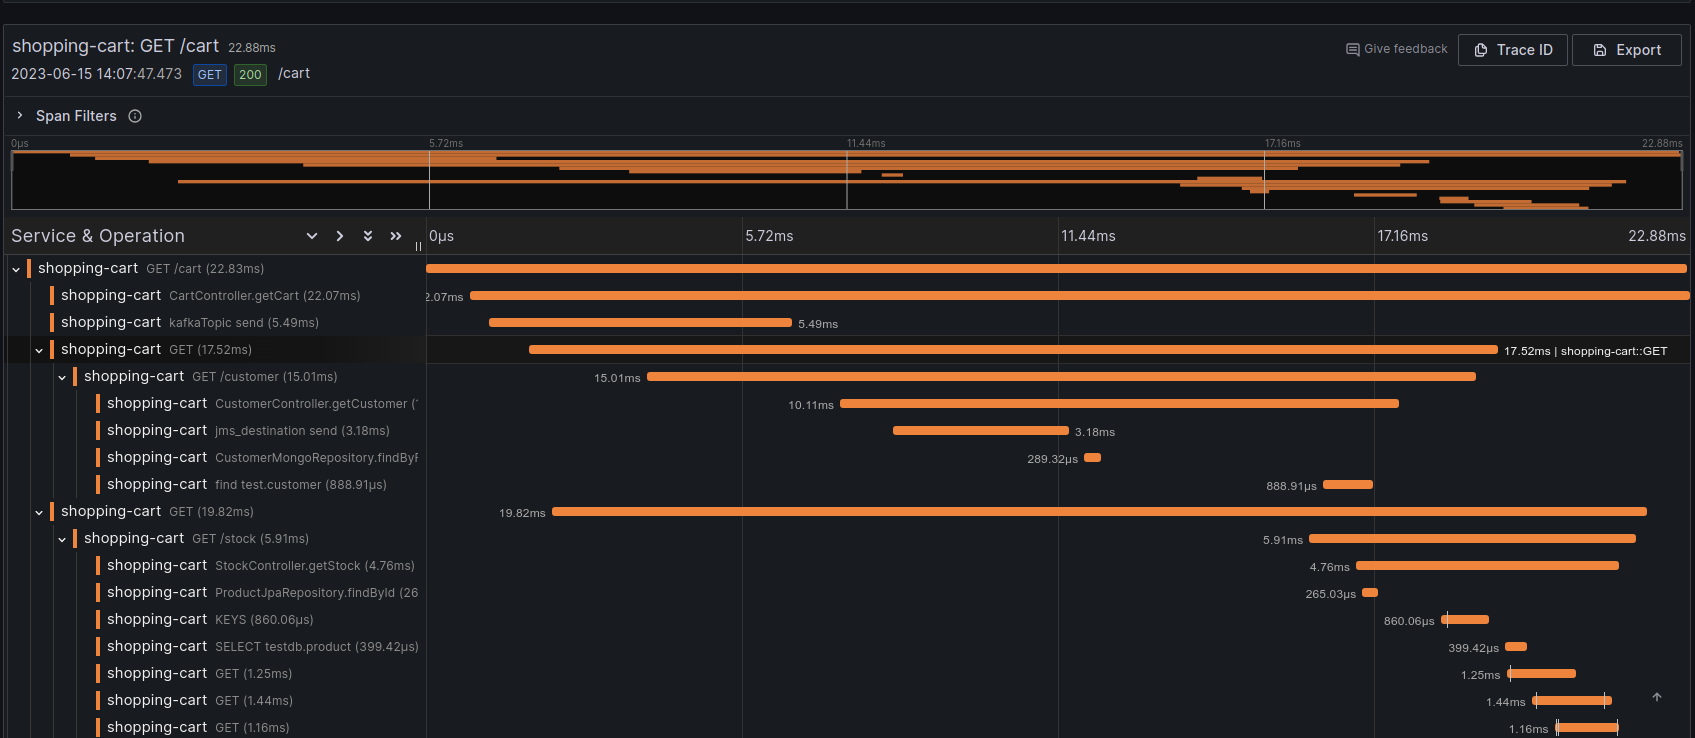 shopping-cart: GET /cart 22.88ms
Give feedback
Trace ID
Export
2023-06-15 14:07:47.473 GET 200 /cart
Span Filters
0μs 5.72ms 11.44ms 17.16ms 22.88ms
Service & Operation 0μs 5.72ms 11.44ms 17.16ms 22.88ms
shopping-cart GET /cart (22.83ms)
shopping-cart CartController.getCart (22.07ms) 2.07ms
shopping-cart kafkaTopic send (5.49ms) 5.49ms
shopping-cart GET (17.52ms) 17.52ms | shopping-cart::GET
shopping-cart GET /customer (15.01ms) 15.01ms
shopping-cart CustomerController.getCustomer ( 10.11ms
shopping-cart jms_destination send (3.18ms) 3.18ms
shopping-cart CustomerMongoRepository.findBy 289.32μs
shopping-cart find test.customer (888.91μs) 888.91μs
shopping-cart GET (19.82ms) 19.82ms
shopping-cart GET /stock (5.91ms) 5.91ms
shopping-cart StockController.getStock (4.76ms) 4.76ms
shopping-cart ProductJpaRepository.findById (26 265.03μs
shopping-cart KEYS (860.06μs) 860.06μs
shopping-cart SELECT testdb.product (399.42μs) 399.42μs
shopping-cart GET (1.25ms) 1.25ms
shopping-cart GET (1.44ms) 1.44ms
shopping-cart GET (1.16ms) 1.16ms